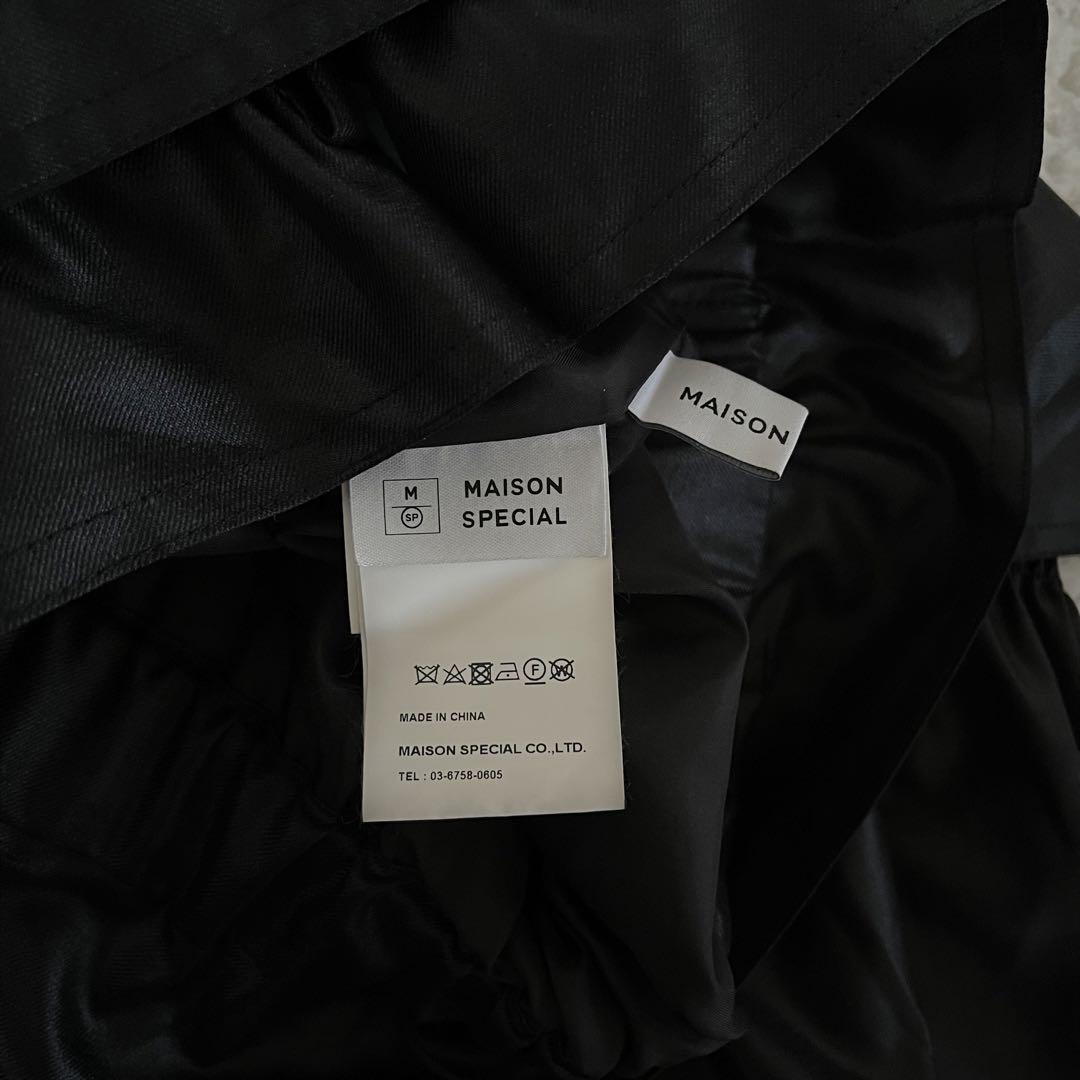 MAISON
M
SP
MAISON
SPECIAL
F
W
MADE IN CHINA
MAISON SPECIAL CO.,LTD.
TEL : 03-6758-0605